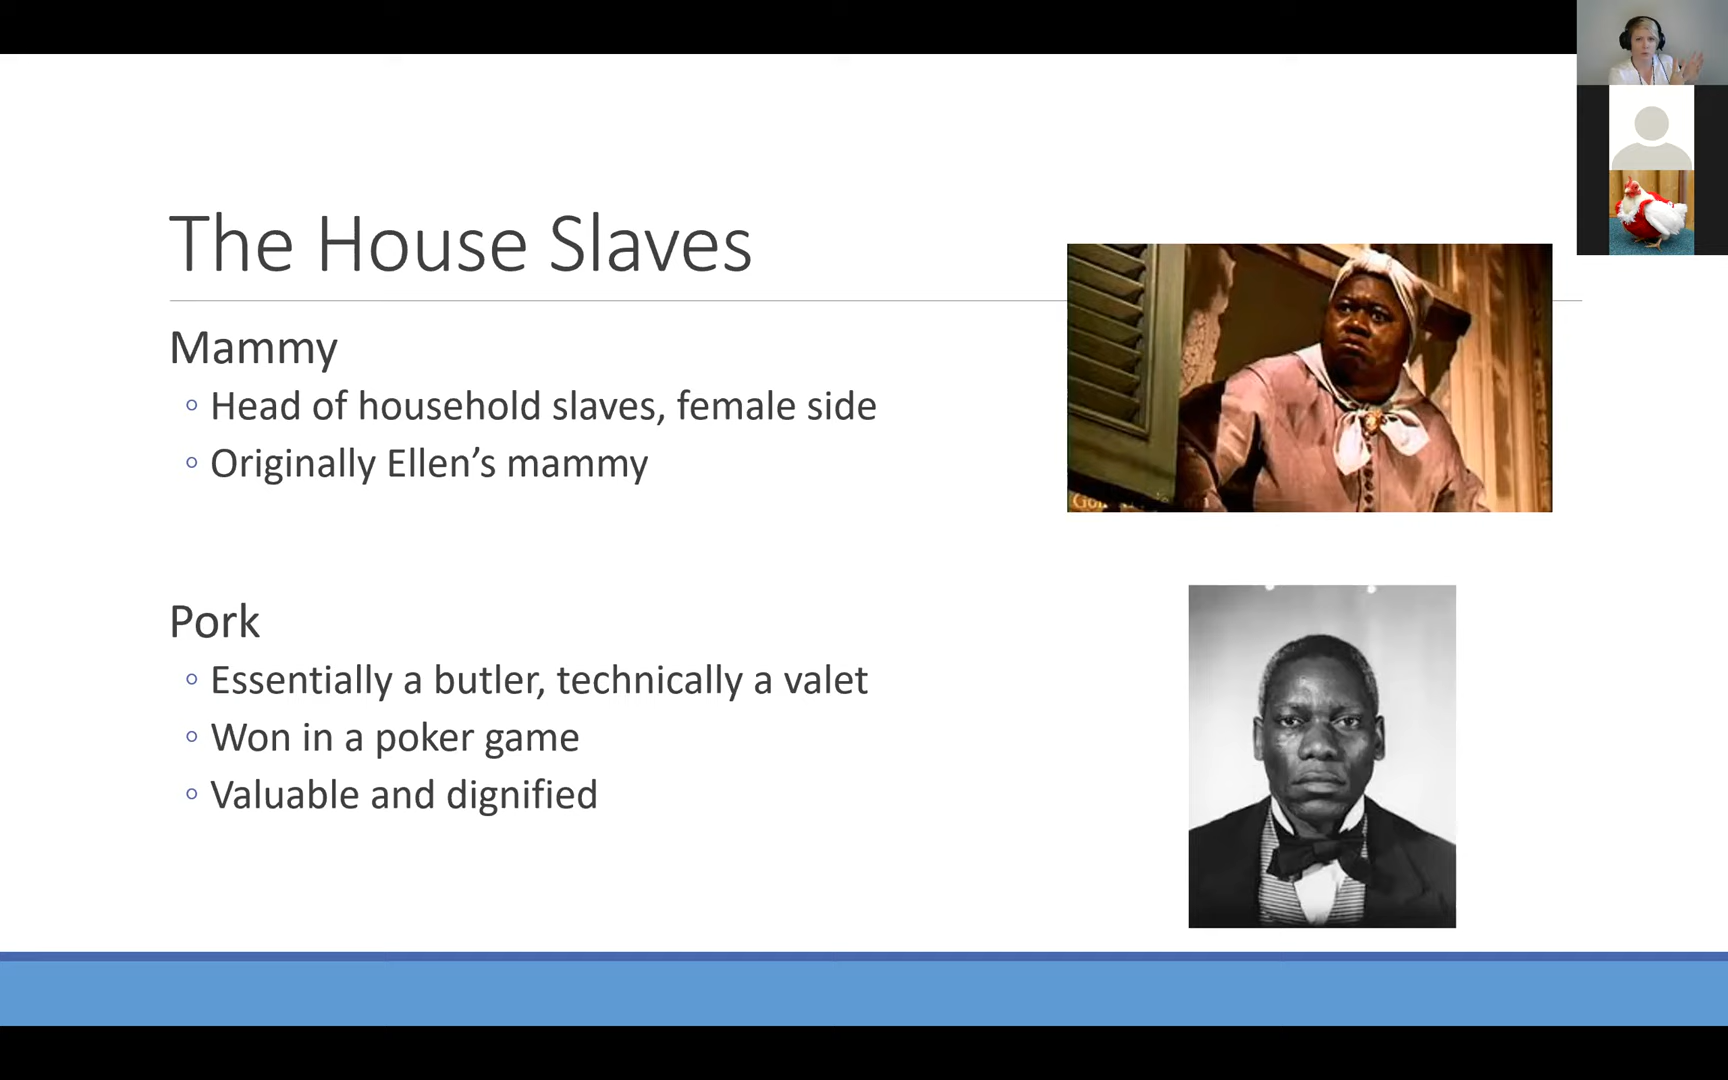 The House Slaves
Mammy
◦ Head of household slaves, female side
◦ Originally Ellen’s mammy
Pork
◦ Essentially a butler, technically a valet
◦ Won in a poker game
◦ Valuable and dignified